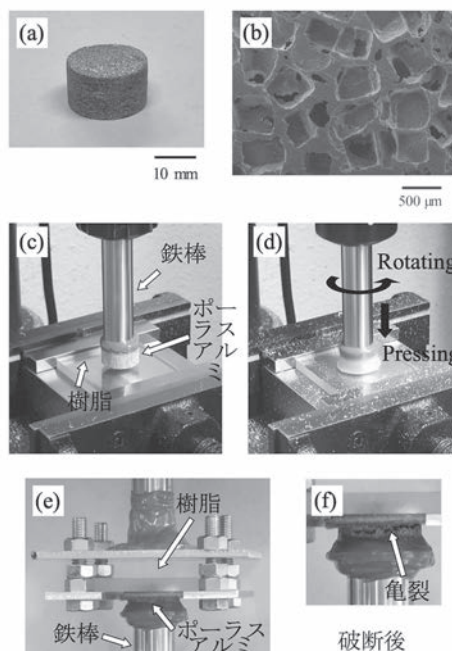 (a)
10 mm
(b)
500 μm
(c)
鉄棒
ポー
ラス
アル
ミ
樹脂
(d)
Rotating
Pressing
(e)
樹脂
鉄棒
ポーラス
アルミ
(f)
亀裂
破断後